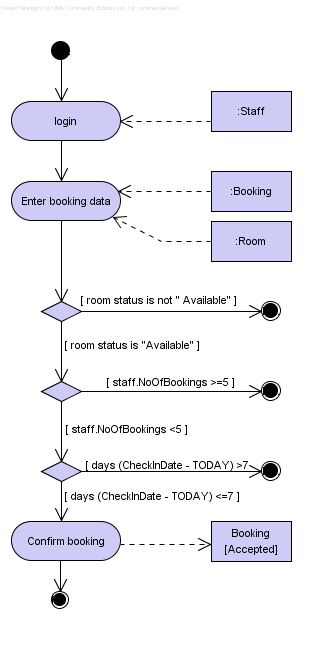 Visual Paradigm for UML Community Edition [not for commercial use]
login
:Staff
Enter booking data
:Booking
:Room
[ room status is not " Available" ]
[ room status is "Available" ]
[ staff.NoOfBookings >=5 ]
[ staff.NoOfBookings <5 ]
[ days (CheckInDate - TODAY) >7
[ days (CheckInDate - TODAY) <=7 ]
Confirm booking
Booking
[Accepted]